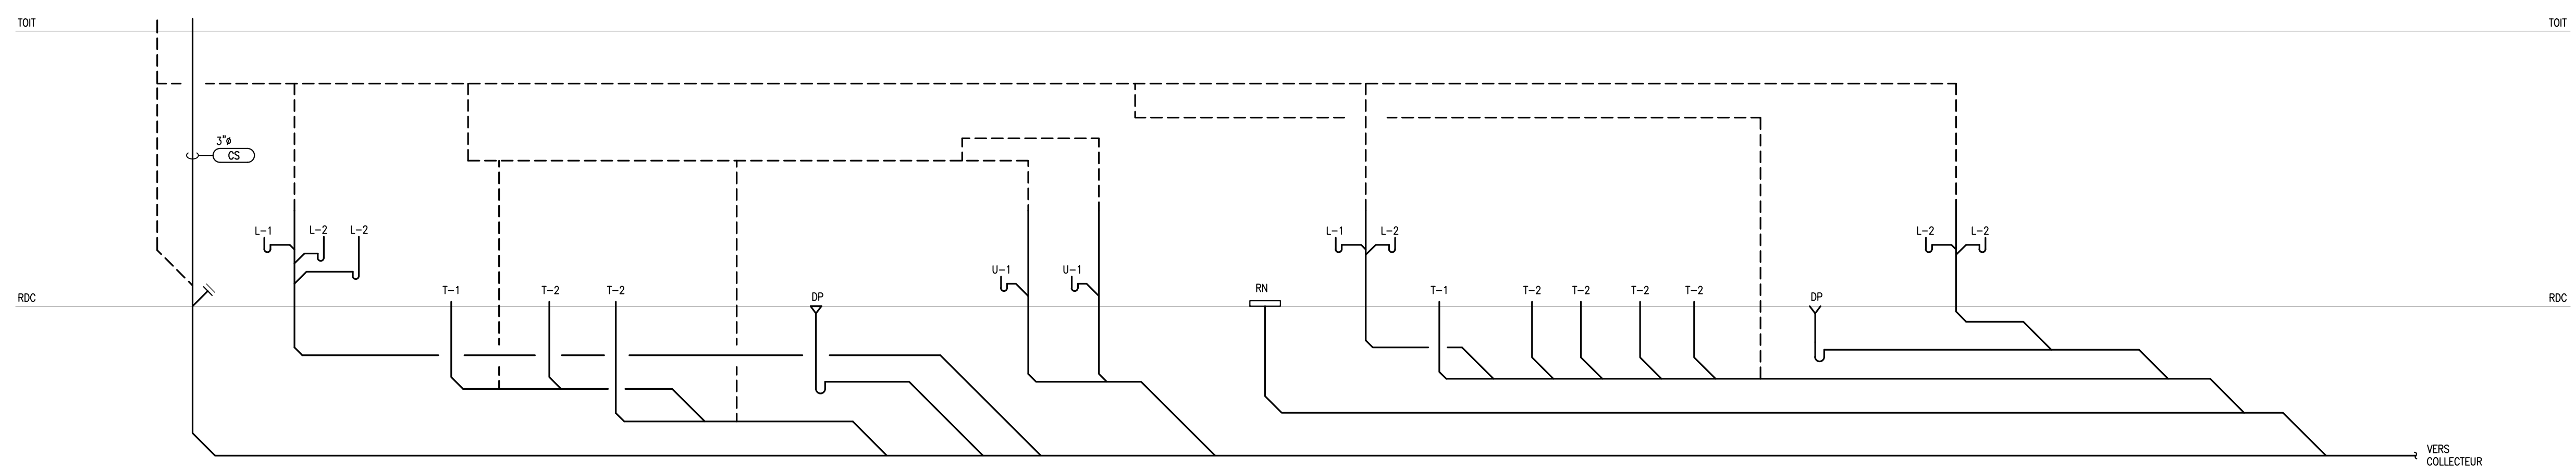 TOIT
TOIT
3"ø
CS
L-1
L-2
L-2
L-1
L-2
L-2
L-2
U-1
U-1
T-1
T-2
T-2
DP
RN
T-1
T-2
T-2
T-2
T-2
DP
RDC
RDC
VERS
COLLECTEUR